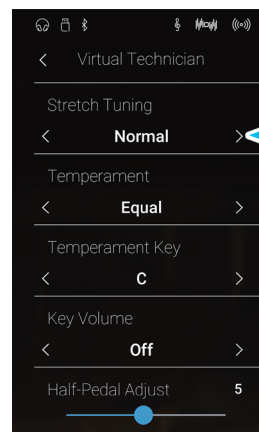 Virtual Technician
Stretch Tuning
Normal
Temperament
Equal
Temperament Key
C
Key Volume
Off
Half-Pedal Adjust 5